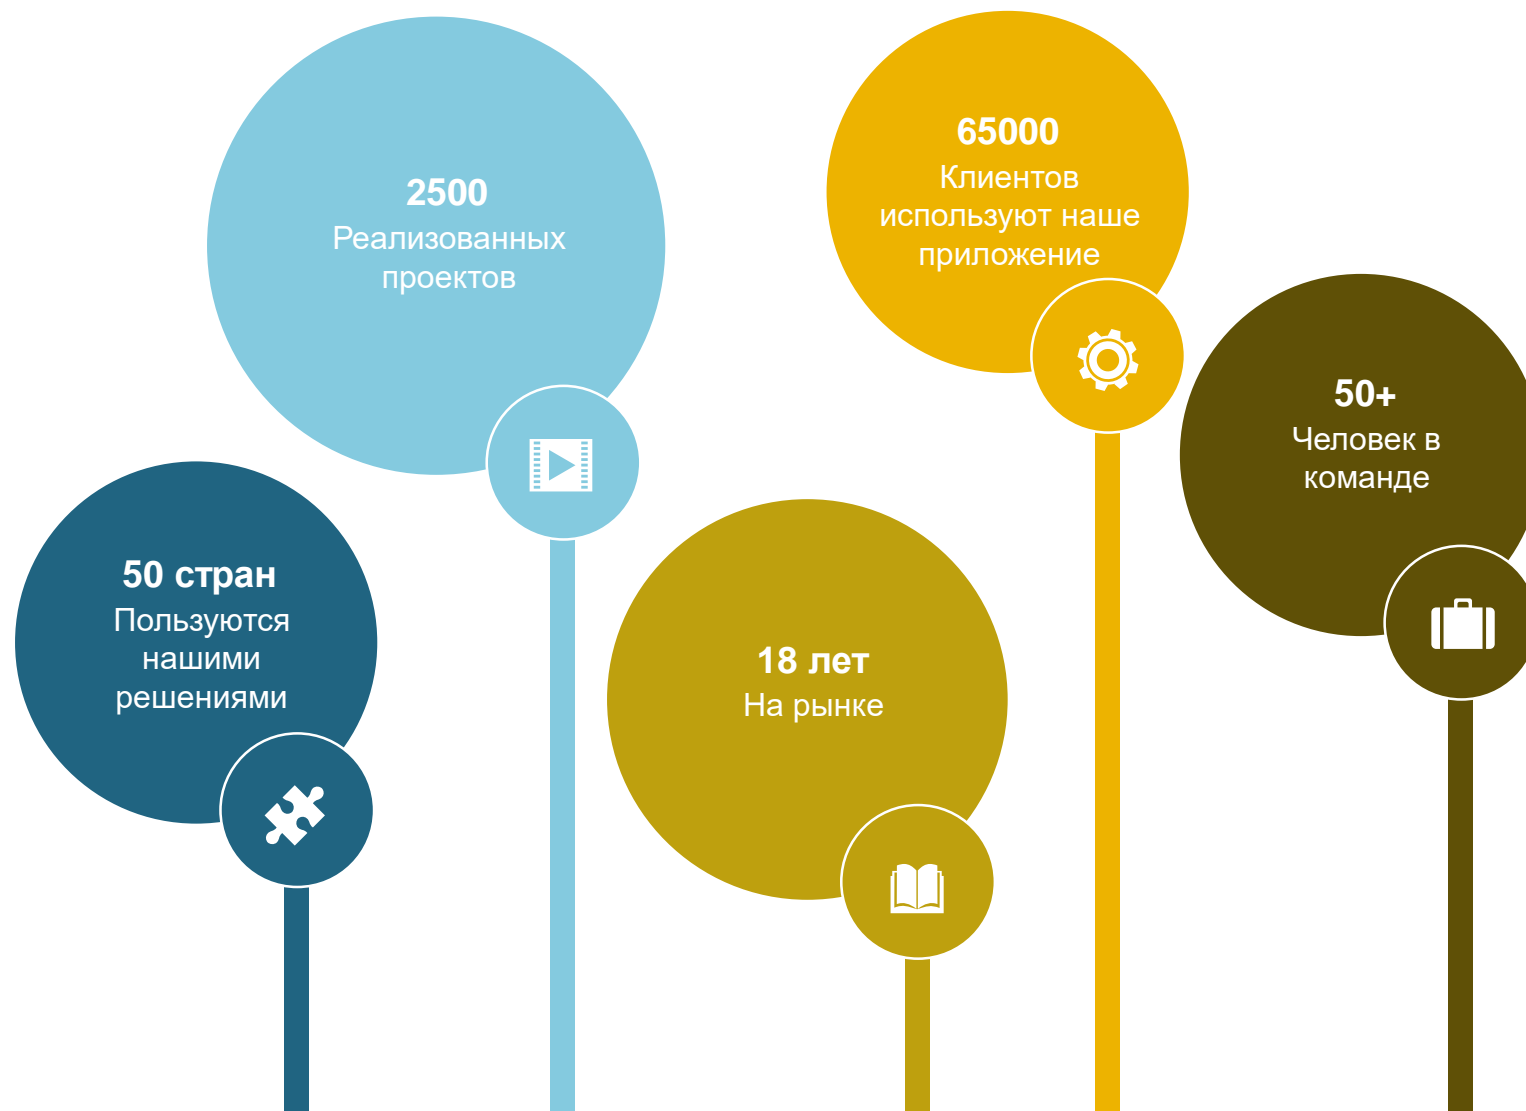 2500
Реализованных
проектов
65000
Клиентов
используют наше
приложение
50+
Человек в
команде
50 стран
Пользуются
нашими
решениями
18 лет
На рынке